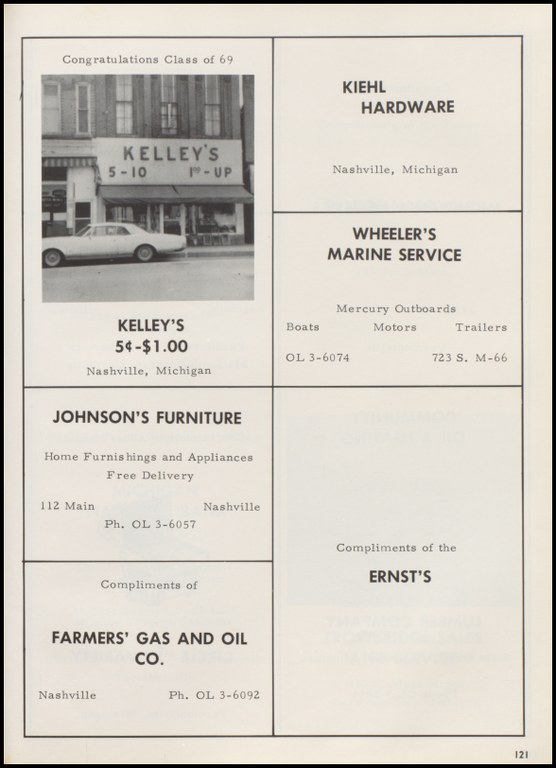 Congratulations Class of 69
KELLEY'S
5-10
UP
KELLEY'S
5¢-$1.00
Nashville, Michigan
JOHNSON'S FURNITURE
Home Furnishings and Appliances
Free Delivery
112 Main Nashville
Ph. OL 3-6057
Compliments of
FARMERS' GAS AND OIL
CO.
Nashville Ph. OL 3-6092
KIEHL
HARDWARE
Nashville, Michigan
WHEELER'S
MARINE SERVICE
Mercury Outboards
Boats Motors Trailers
OL 3-6074 723 S. M-66
Compliments of the
ERNST'S
121